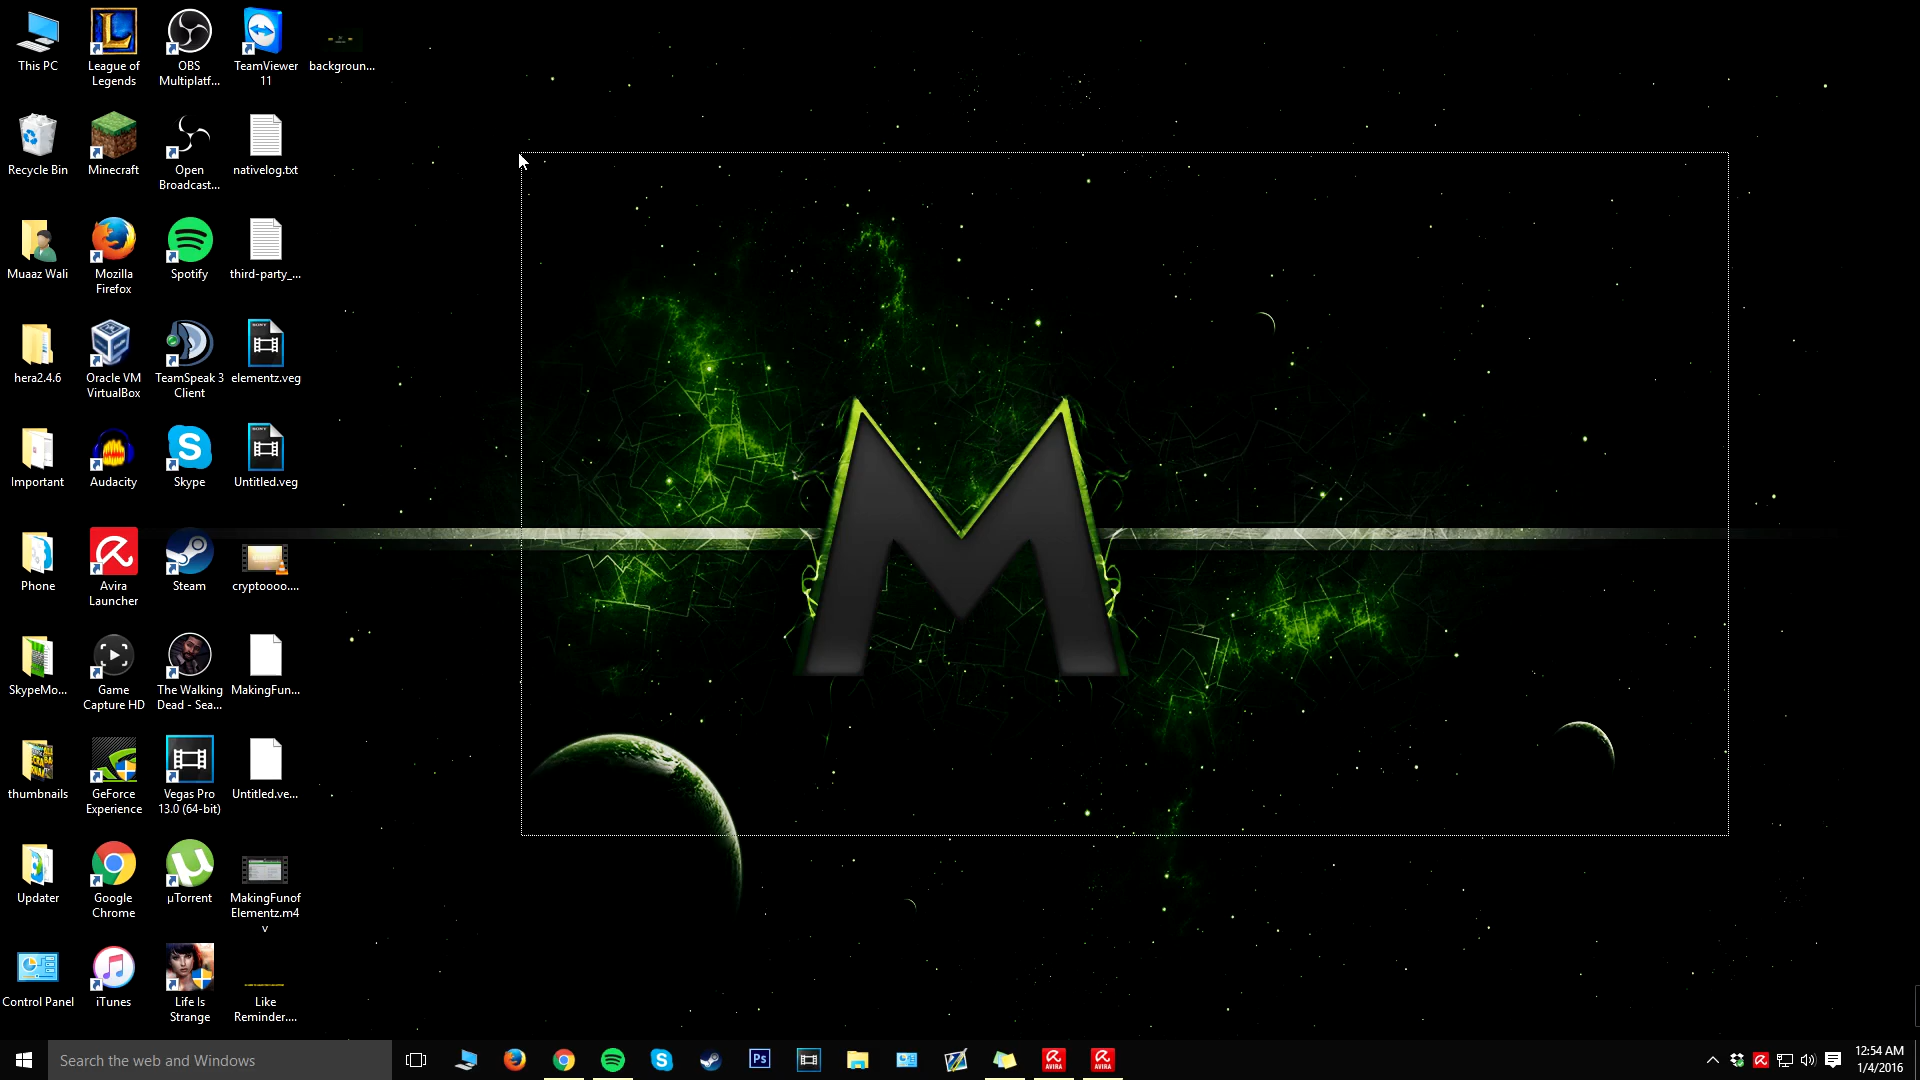 This PC
League of
Legends
OBS
Multiplatf...
TeamViewer
11
backgroun...
Recycle Bin
Minecraft
Open
Broadcast...
nativelog.txt
Muaaz Wali
Mozilla
Firefox
Spotify
third-party_...
hera2.4.6
Oracle VM
VirtualBox
TeamSpeak 3
Client
elementz.veg
Important
Audacity
Skype
Untitled.veg
Phone
Avira
Launcher
Steam
cryptoooo....
SkypeMo...
Game
Capture HD
The Walking
Dead - Sea...
MakingFun...
thumbnails
GeForce
Experience
Vegas Pro
13.0 (64-bit)
Untitled.ve...
Updater
Google
Chrome
µTorrent
MakingFunof
Elementz.m4
v
Control Panel
iTunes
Life Is
Strange
Like
Reminder....
M
Search the web and Windows
Ps
AVIRA
AVIRA
12:54 AM
1/4/2016